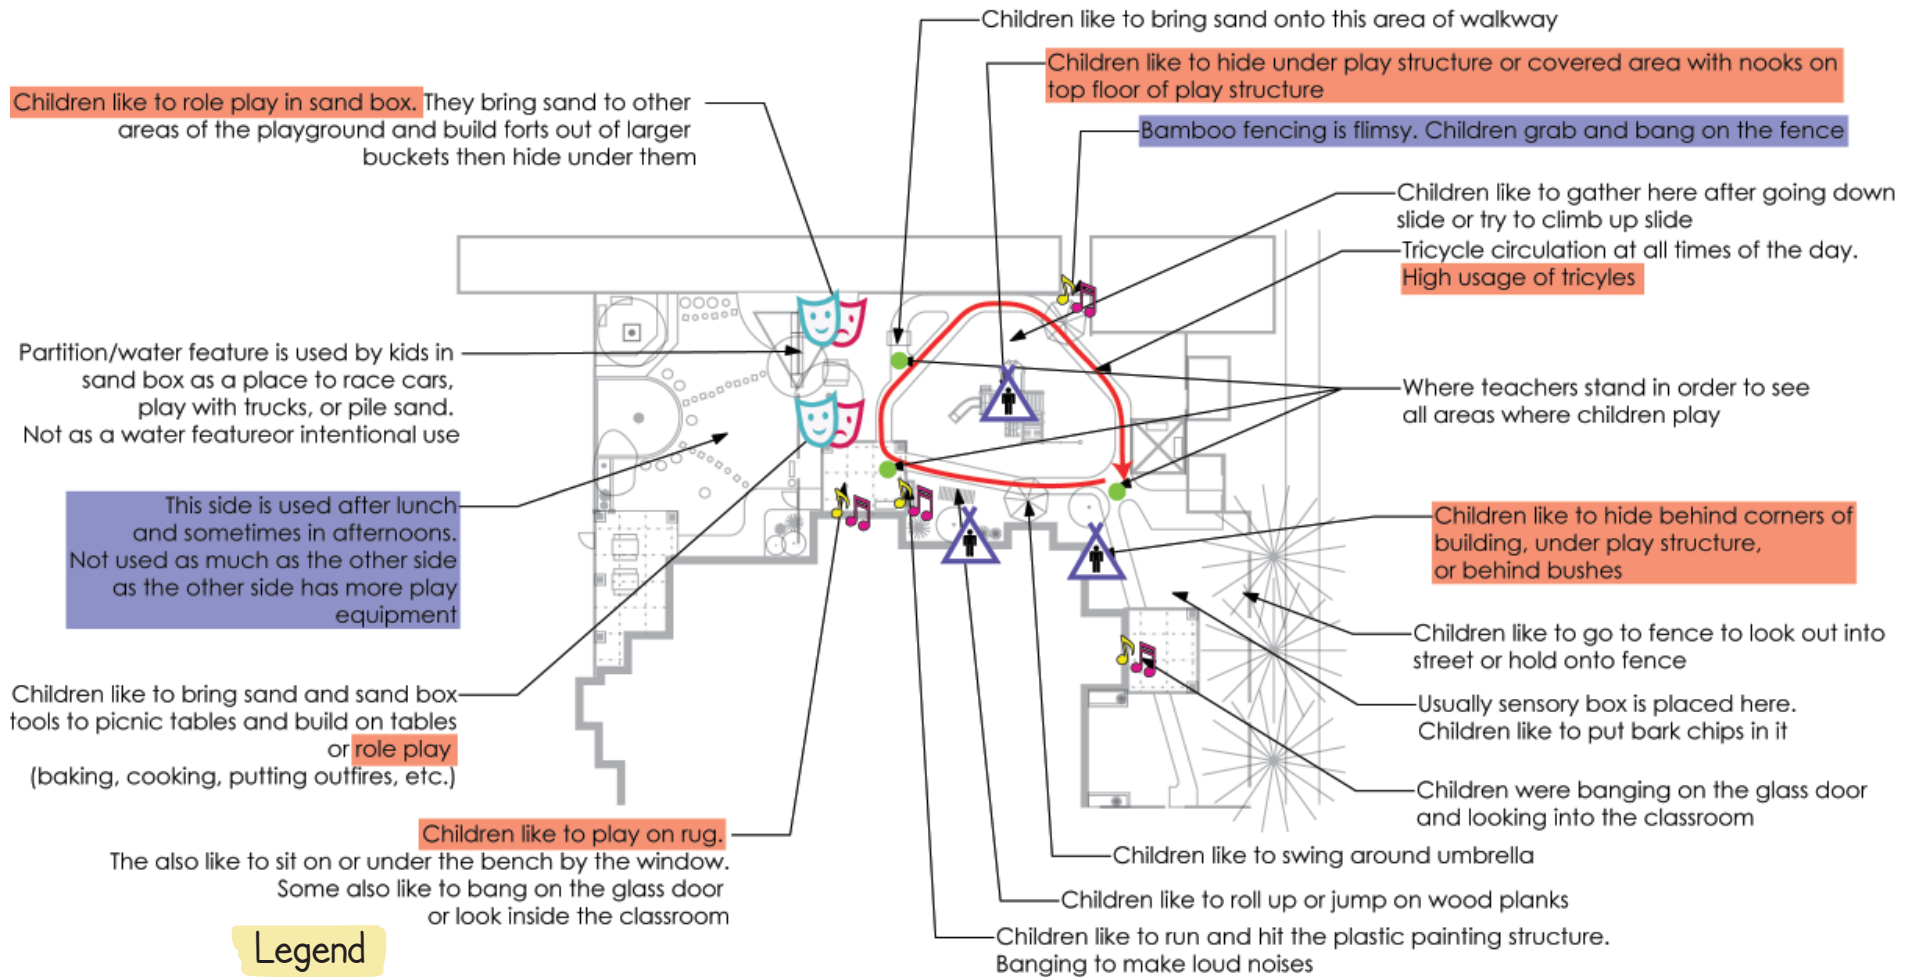 Children like to bring sand onto this area of walkway
Children like to hide under play structure or covered area with nooks on
top floor of play structure
Children like to role play in sand box. They bring sand to other
areas of the playground and build forts out of larger
buckets then hide under them
Bamboo fencing is flimsy. Children grab and bang on the fence
Children like to gather here after going down
slide or try to climb up slide
Tricycle circulation at all times of the day.
High usage of tricyles
Partition/water feature is used by kids in
sand box as a place to race cars,
play with trucks, or pile sand.
Not as a water featureor intentional use
Where teachers stand in order to see
all areas where children play
This side is used after lunch
and sometimes in afternoons.
Not used as much as the other side
as the other side has more play
equipment
Children like to hide behind corners of
building, under play structure,
or behind bushes
Children like to go to fence to look out into
street or hold onto fence
Children like to bring sand and sand box
tools to picnic tables and build on tables
or role play
(baking, cooking, putting outfires, etc.)
Usually sensory box is placed here.
Children like to put bark chips in it
Children were banging on the glass door
and looking into the classroom
Children like to play on rug.
The also like to sit on or under the bench by the window.
Some also like to bang on the glass door
or look inside the classroom
Children like to swing around umbrella
Children like to roll up or jump on wood planks
Children like to run and hit the plastic painting structure.
Banging to make loud noises
Legend